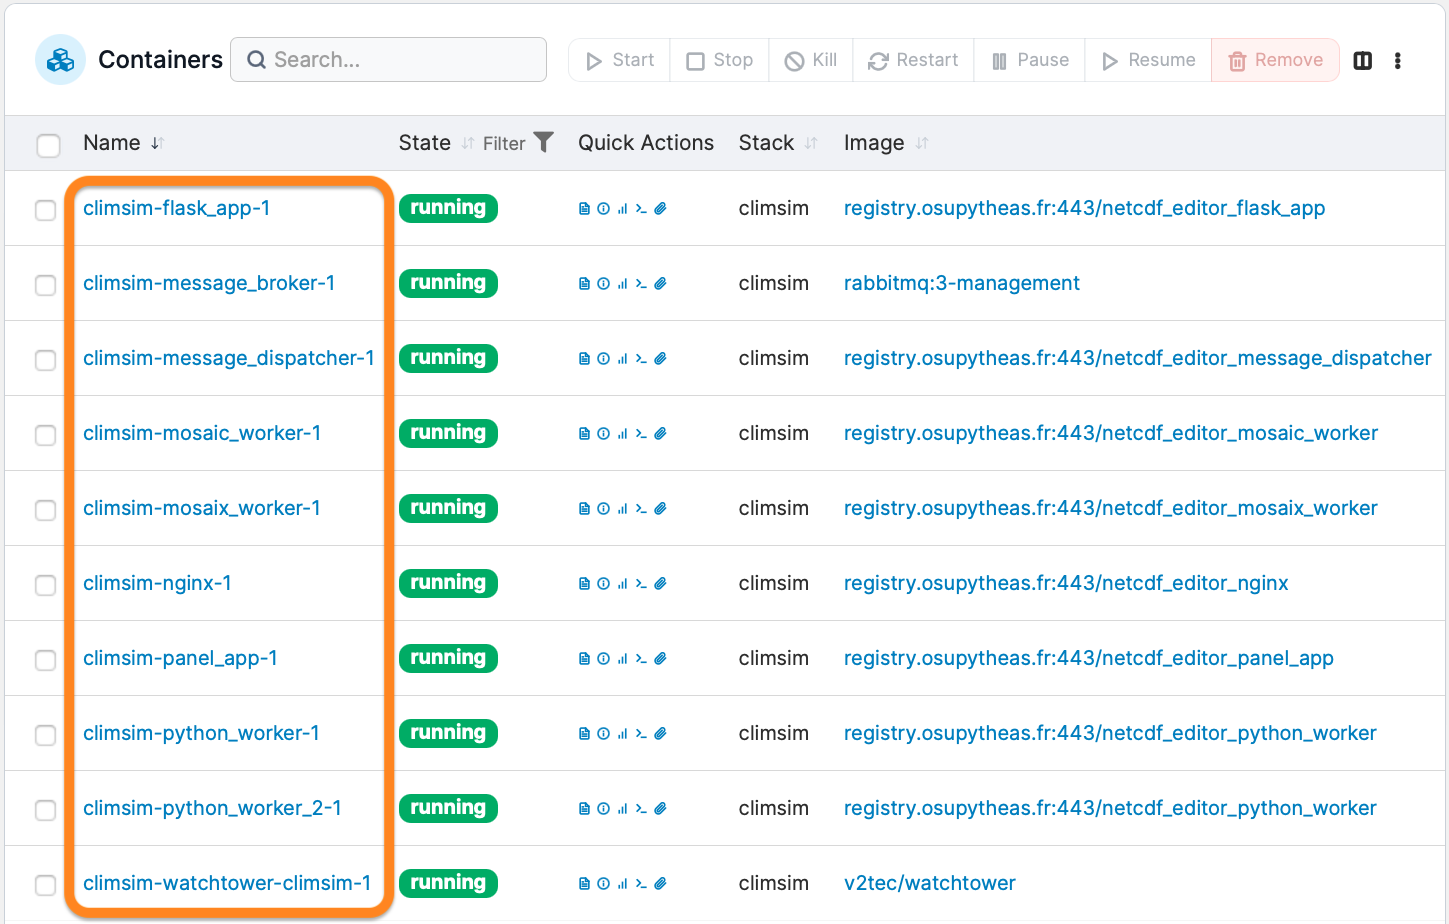 Containers Search... Start Stop Kill Restart Pause Resume Remove
Name State Filter Quick Actions Stack Image
climsim-flask_app-1 running climsim registry.osupytheas.fr:443/netcdf_editor_flask_app
climsim-message_broker-1 running climsim rabbitmq:3-management
climsim-message_dispatcher-1 running climsim registry.osupytheas.fr:443/netcdf_editor_message_dispatcher
climsim-mosaic_worker-1 running climsim registry.osupytheas.fr:443/netcdf_editor_mosaic_worker
climsim-mosaix_worker-1 running climsim registry.osupytheas.fr:443/netcdf_editor_mosaix_worker
climsim-nginx-1 running climsim registry.osupytheas.fr:443/netcdf_editor_nginx
climsim-panel_app-1 running climsim registry.osupytheas.fr:443/netcdf_editor_panel_app
climsim-python_worker-1 running climsim registry.osupytheas.fr:443/netcdf_editor_python_worker
climsim-python_worker_2-1 running climsim registry.osupytheas.fr:443/netcdf_editor_python_worker
climsim-watchtower-climsim-1 running climsim v2tec/watchtower